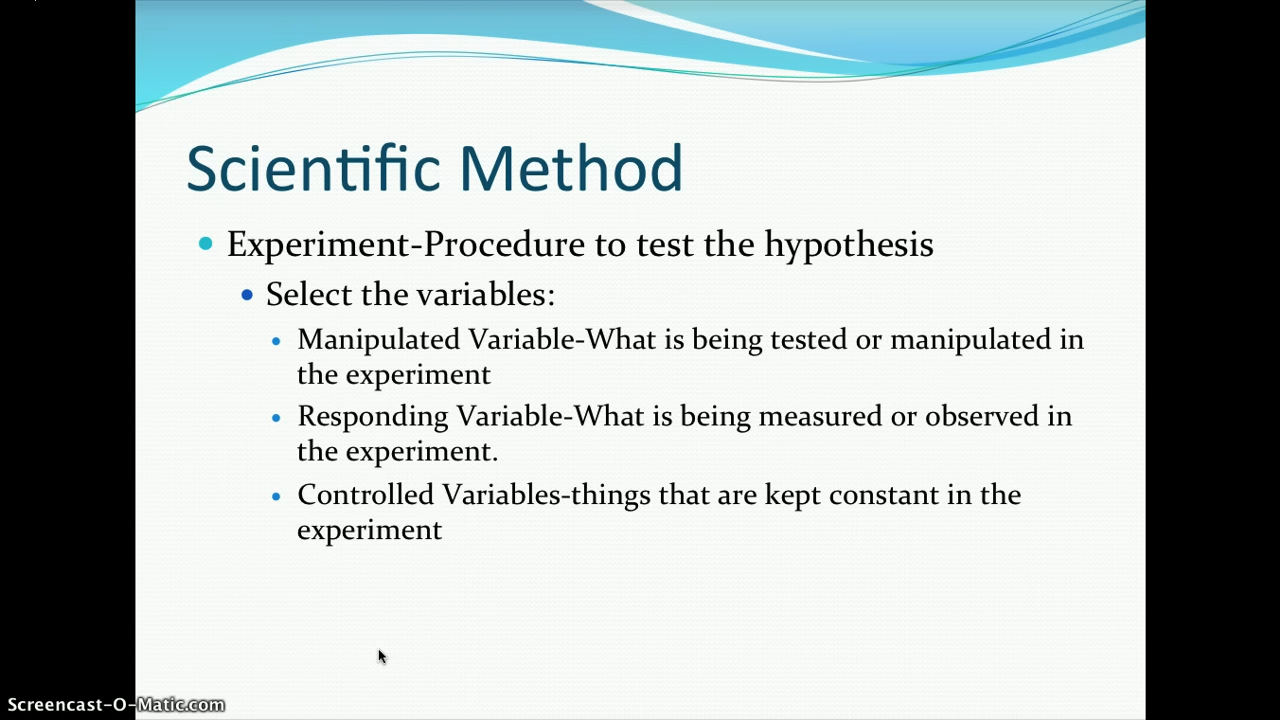 Scientific Method
Experiment-Procedure to test the hypothesis
Select the variables:
Manipulated Variable-What is being tested or manipulated in
the experiment
Responding Variable-What is being measured or observed in
the experiment.
Controlled Variables-things that are kept constant in the
experiment
Screencast-O-Matic.com